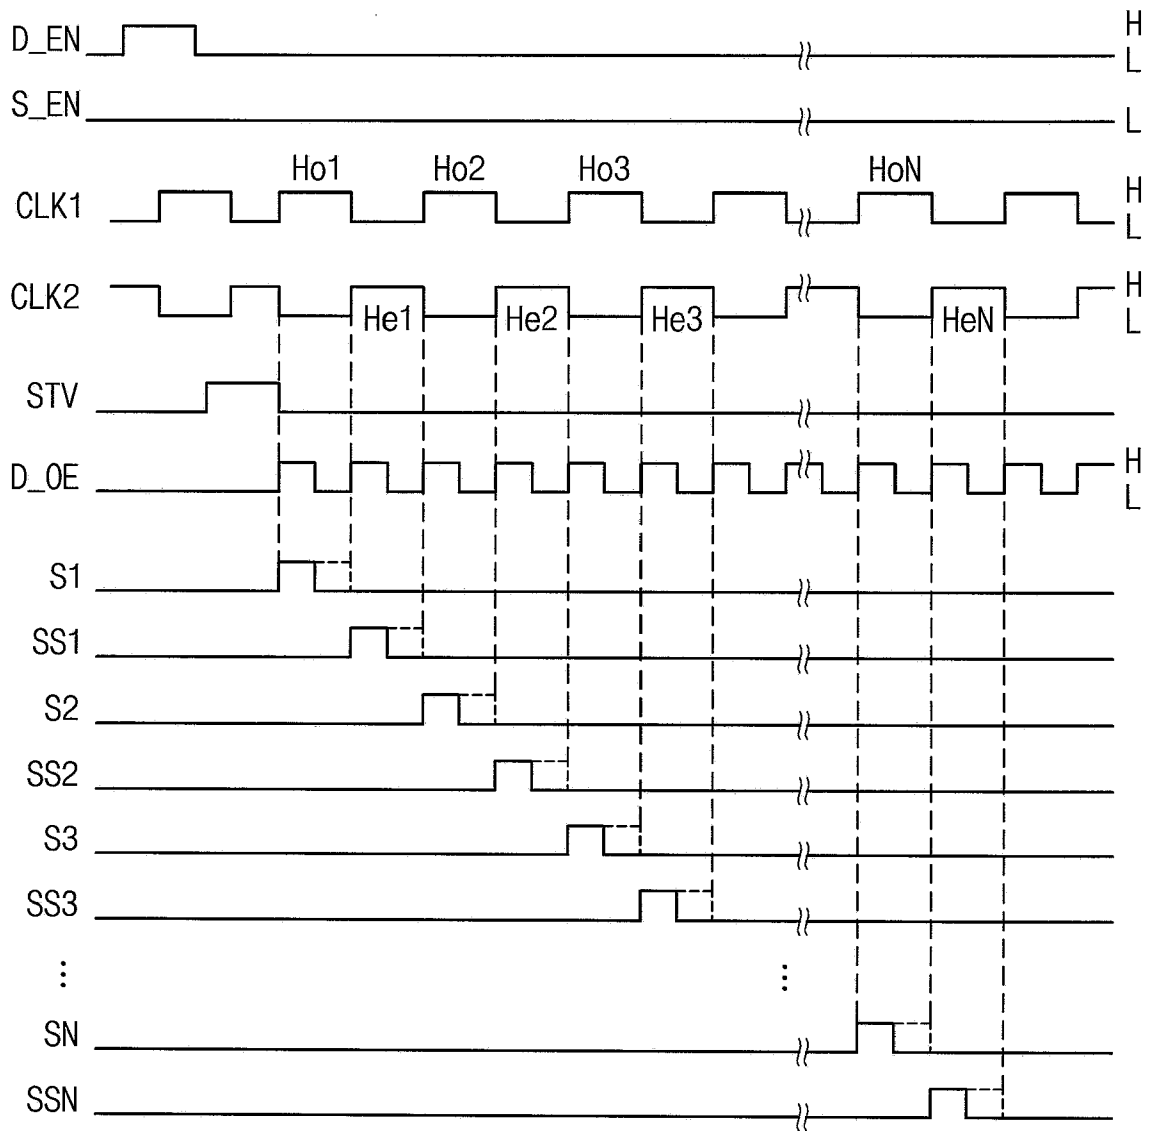 D_EN H
L
S_EN L
Ho1 Ho2 Ho3 HoN
CLK1 H
L
CLK2 H
He1 He2 He3 HeN L
STV
D_OE H
L
S1
SS1
S2
SS2
S3
SS3
⋮ ⋮
SN
SSN